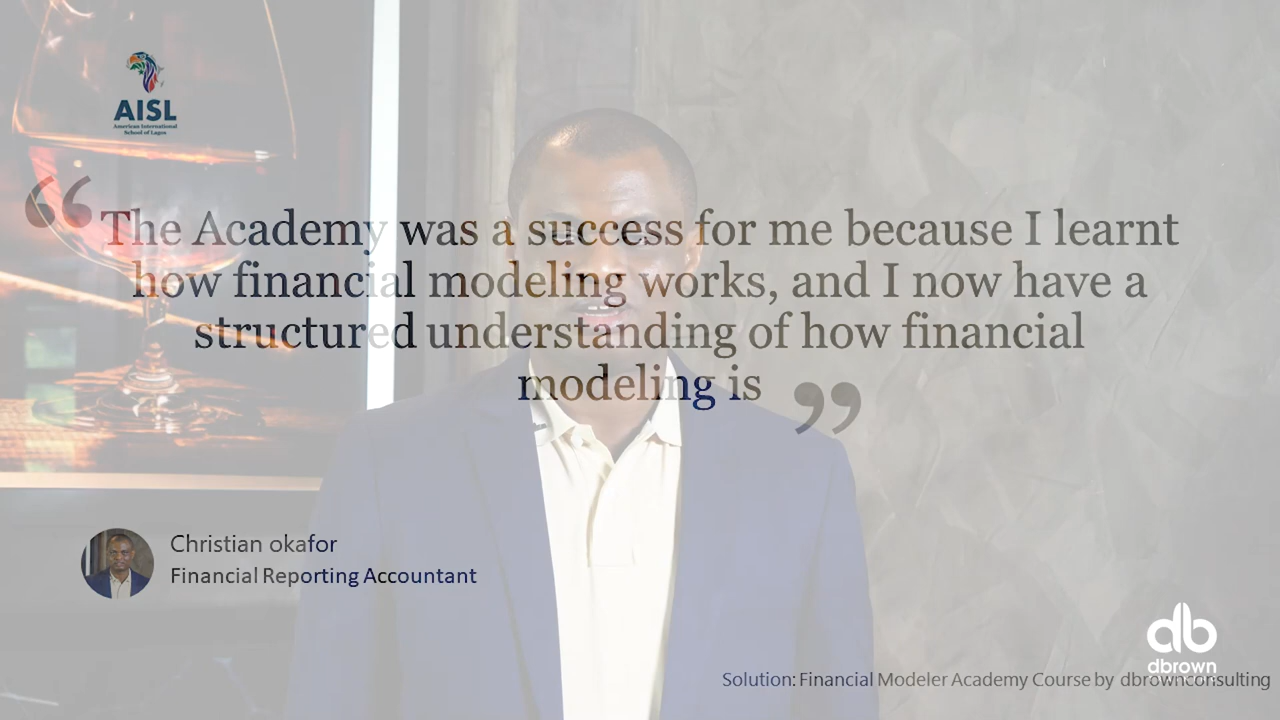 AISL
American International
School of Lagos
“ The Academy was a success for me because I learnt
how financial modeling works, and I now have a
structured understanding of how financial
modeling is ”
Christian okafor
Financial Reporting Accountant
db
dbrown
Solution: Financial Modeler Academy Course by dbrownconsulting